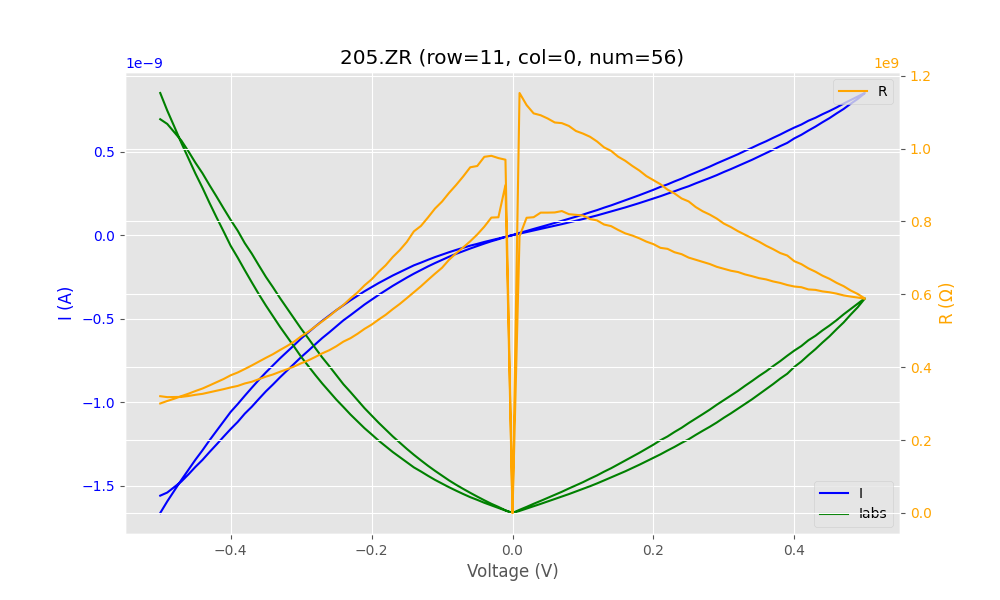 205.ZR (row=11, col=0, num=56)
1e−9
1e9
R
0.5
0.0
−0.5
−1.0
−1.5
I (A)
1.2
1.0
0.8
0.6
0.4
0.2
0.0
R (Ω)
I
Iabs
−0.4
−0.2
0.0
0.2
0.4
Voltage (V)